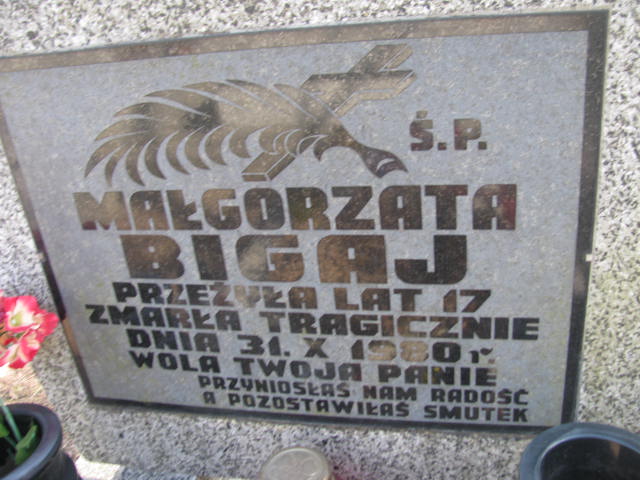 Ś.P.
MAŁGORZATA
BIGAJ
PRZEŻYŁA LAT 17
ZMARŁA TRAGICZNIE
DNIA 31. X 1980 r.
WOLA TWOJA PANIE
PRZYNIOSŁAŚ NAM RADOŚĆ
A POZOSTAWIŁAŚ SMUTEK